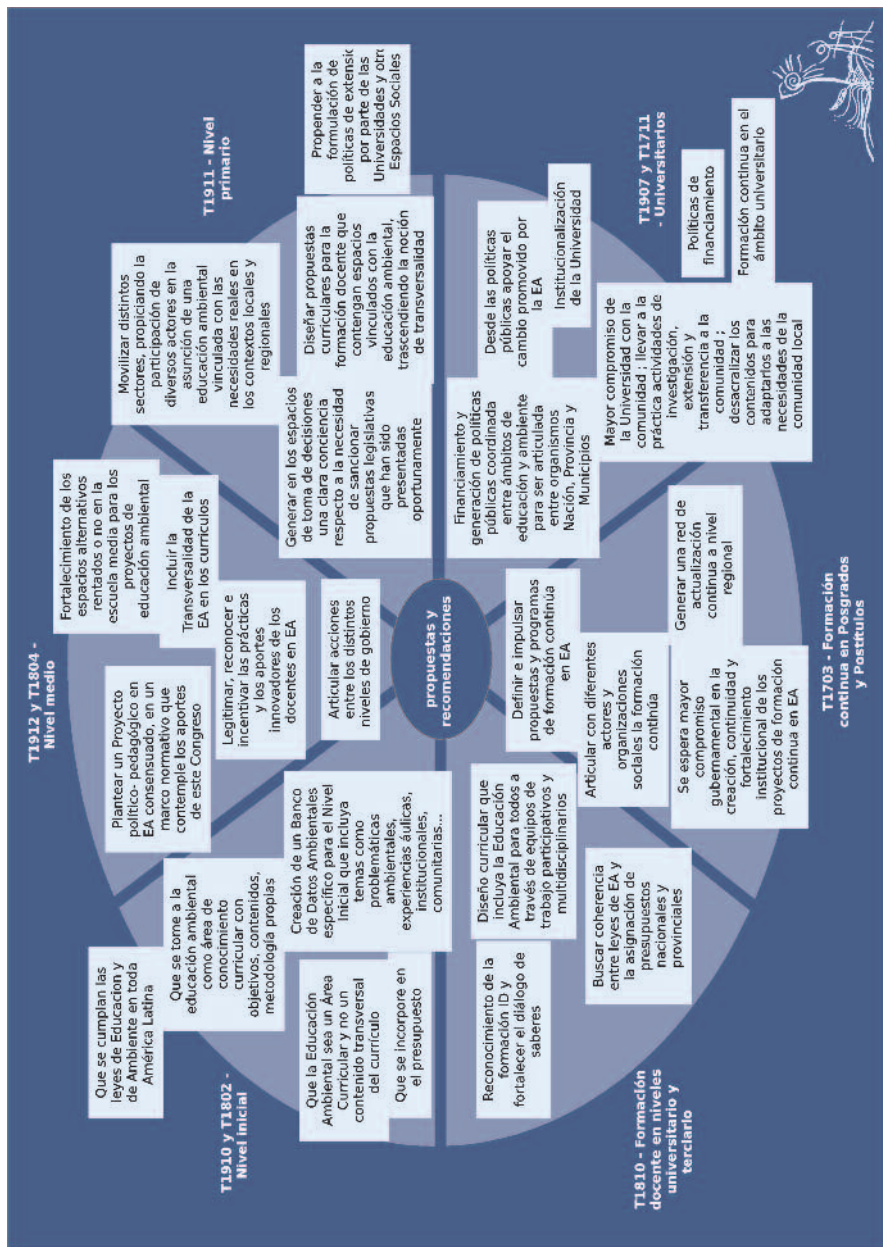 T1910 y T1802 -
Nivel inicial
Que se cumplan las
leyes de Educacion y
de Ambiente en toda
América Latina
Que se tome a la
educación ambiental
como área de
conocimiento
curricular con
objetivos, contenidos,
metodología propias
Que la Educación
Ambiental sea un Área
Curricular y no un
contenido transversal
del currículo
Creación de un Banco
de Datos Ambientales
específico para el Nivel
Inicial que incluya
temas como
problemáticas
ambientales,
experiencias áulicas,
institucionales,
comunitarias...
Que se incorpore en
el presupuesto
T1912 y T1804 -
Nivel medio
Fortalecimiento de los
espacios alternativos
rentados o no en la
escuela media para los
proyectos de
educación ambiental
Plantear un Proyecto
político- pedagógico en
EA consensuado, en un
marco normativo que
contemple los aportes
de este Congreso
Incluir la
Transversalidad de la
EA en los currículos
Legitimar, reconocer e
incentivar las prácticas
y los aportes
innovadores de los
docentes en EA
Articular acciones
entre los distintos
niveles de gobierno
T1911 - Nivel
primario
Movilizar distintos
sectores, propiciando la
participación de
diversos actores en la
asunción de una
educación ambiental
vinculada con las
necesidades reales en
los contextos locales y
regionales
Propender a la
formulación de
políticas de extensic
por parte de las
Universidades y otro
Espacios Sociales
Diseñar propuestas
curriculares para la
formación docente que
contengan espacios
vinculados con la
educación ambiental,
trascendiendo la noción
de transversalidad
Generar en los espacios
de toma de decisiones
una clara conciencia
respecto a la necesidad
de sancionar
propuestas legislativas
que han sido
presentadas
oportunamente
propuestas y
recomendaciones
Reconocimiento de la
formación ID y
fortalecer el diálogo de
saberes
Diseño curricular que
incluya la Educación
Ambiental para todos a
través de equipos de
trabajo participativos y
multidisciplinarios
Buscar coherencia
entre leyes de EA y
la asignación de
presupuestos
nacionales y
provinciales
T1810 - Formación
docente en niveles
universitario y
terciario
Definir e impulsar
propuestas y programas
de formación continúa
en EA
Articular con diferentes
actores y
organizaciones
sociales la formación
continúa
Generar una red de
actualización
continua a nivel
regional
Se espera mayor
compromiso
gubernamental en la
creación, continuidad y
fortalecimiento
institucional de los
proyectos de formación
continua en EA
T1703 - Formación
continua en Posgrados
y Postítulos
Financiamiento y
generación de políticas
públicas coordinada
entre ámbitos de
educación y ambiente
para ser articulada
entre organismos
Nación, Provincia y
Municipios
Desde las políticas
públicas apoyar el
cambio promovido por
la EA
Institucionalización
de la Universidad
Mayor compromiso de
la Universidad con la
comunidad ; llevar a la
práctica actividades de
investigación,
extensión y
transferencia a la
comunidad ;
desacralizar los
contenidos para
adaptarlos a las
necesidades de la
comunidad local
Políticas de
financiamiento
Formación continua en el
ámbito universitario
T1907 y T1711
- Universitarios